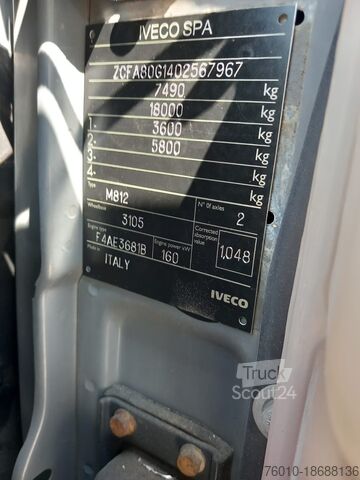 IVECO SPA
ZCFA80G1402567967
7490 kg
18000 kg
1- 3600 kg
2- 5800 kg
3- kg
4- kg
Type M812
Wheelbase 3105 N° of axles 2
Engine type F4AE3681B Engine power kW 160 Corrected absorption value 1,048
Made in ITALY
IVECO
Truck
Scout24
76010-18688136